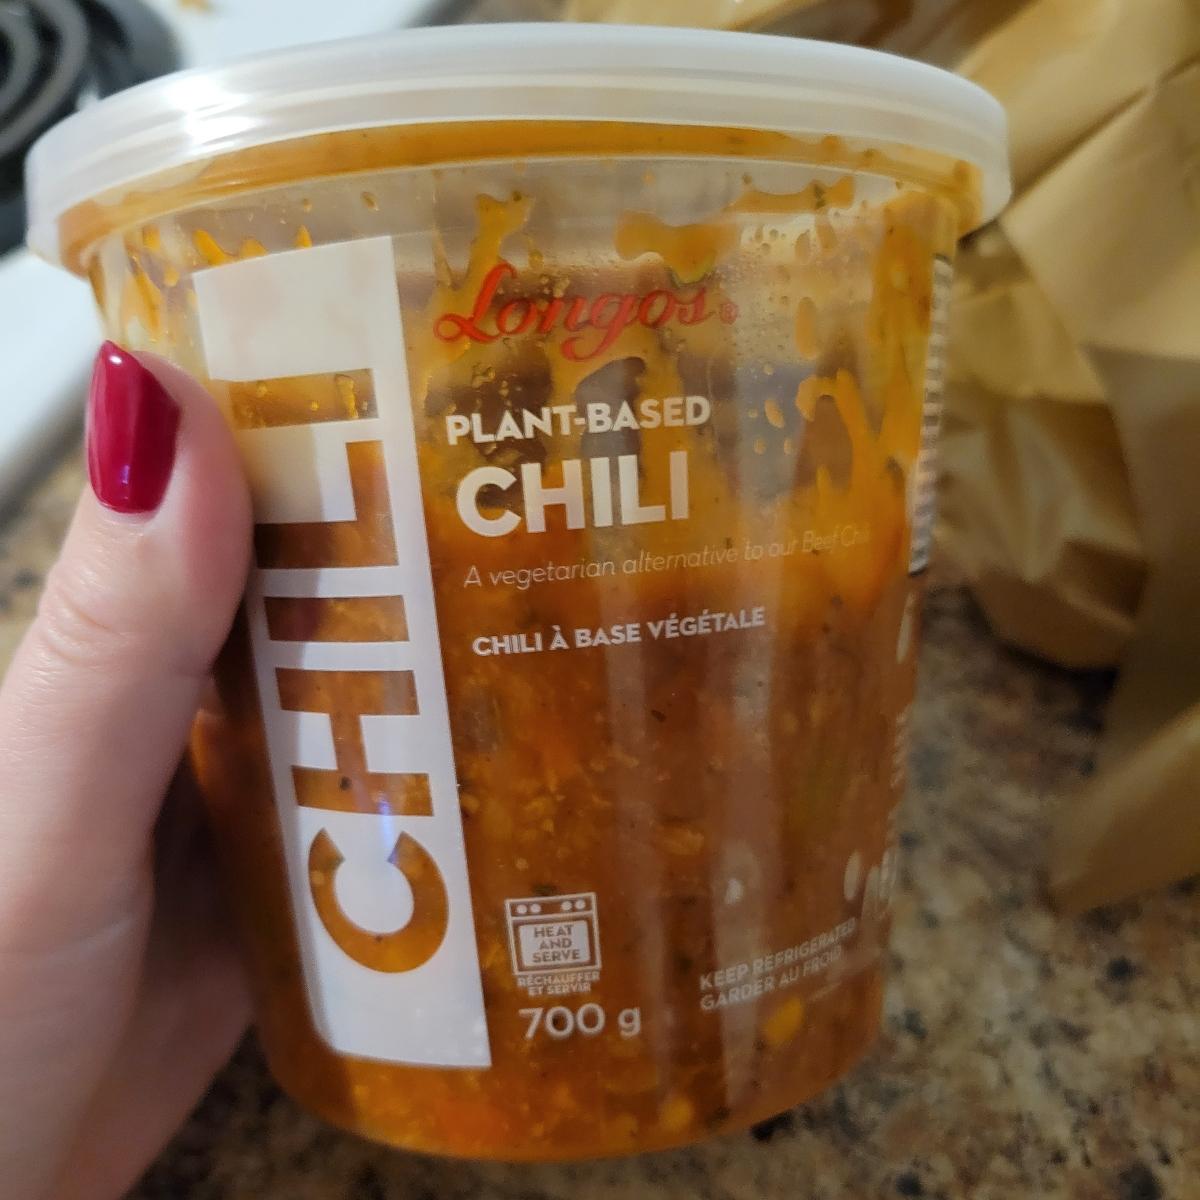 CHILI
Longo's®
PLANT-BASED
CHILI
A vegetarian alternative to our Beef Chili
CHILI À BASE VÉGÉTALE
HEAT
AND
SERVE
RÉCHAUFFER
ET SERVIR
700 g
KEEP REFRIGERATED
GARDER AU FROID